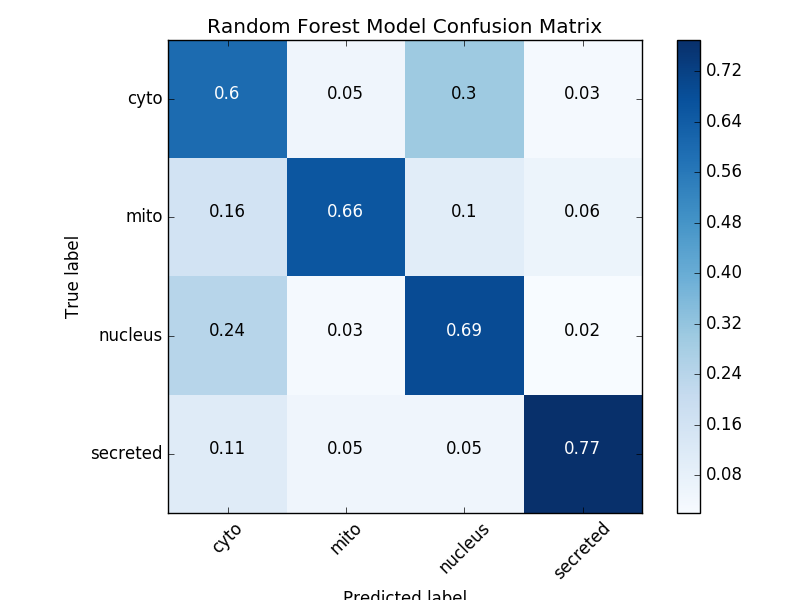 Random Forest Model Confusion Matrix
cyto 0.6 0.05 0.3 0.03
mito 0.16 0.66 0.1 0.06
nucleus 0.24 0.03 0.69 0.02
secreted 0.11 0.05 0.05 0.77
True label
cyto mito nucleus secreted
Predicted label
0.72
0.64
0.56
0.48
0.40
0.32
0.24
0.16
0.08